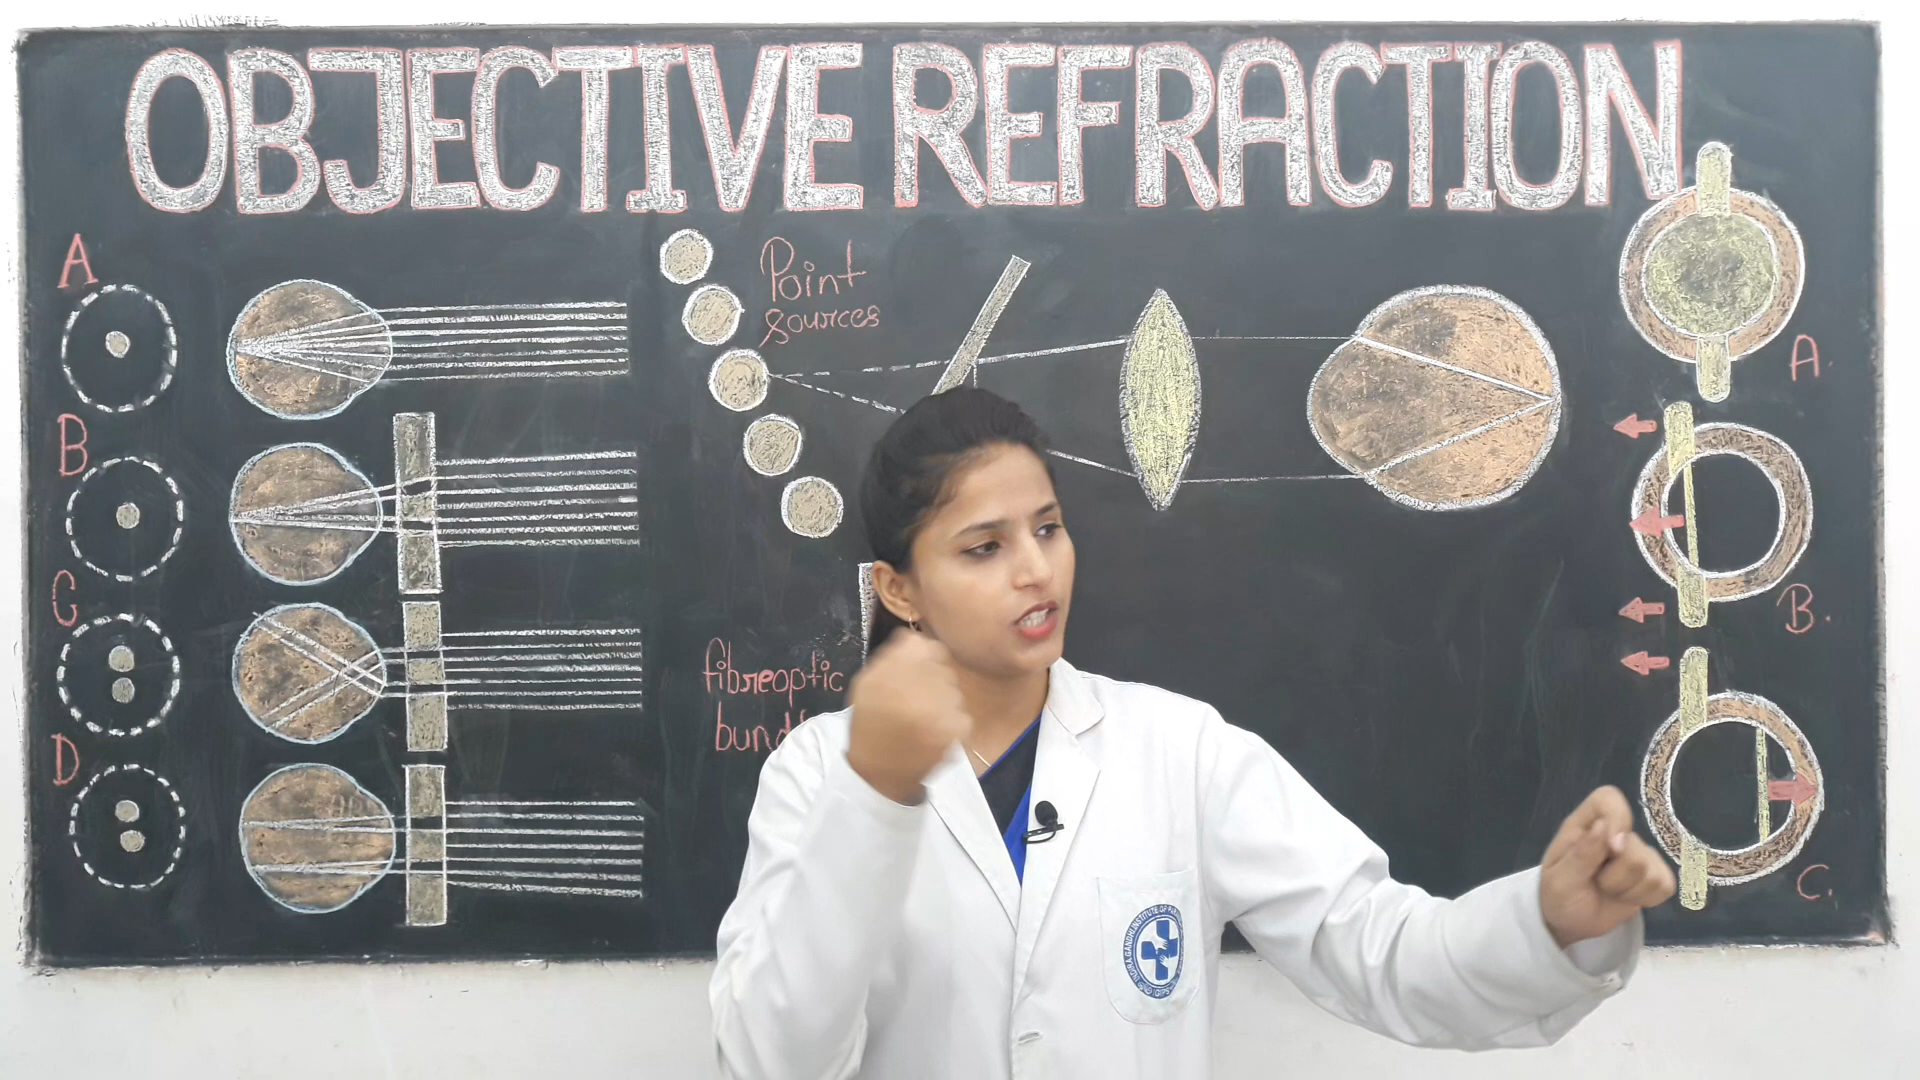 OBJECTIVE REFRACTION
A
B
C
D
Point
sources
fibreoptic
A.
B.
C.